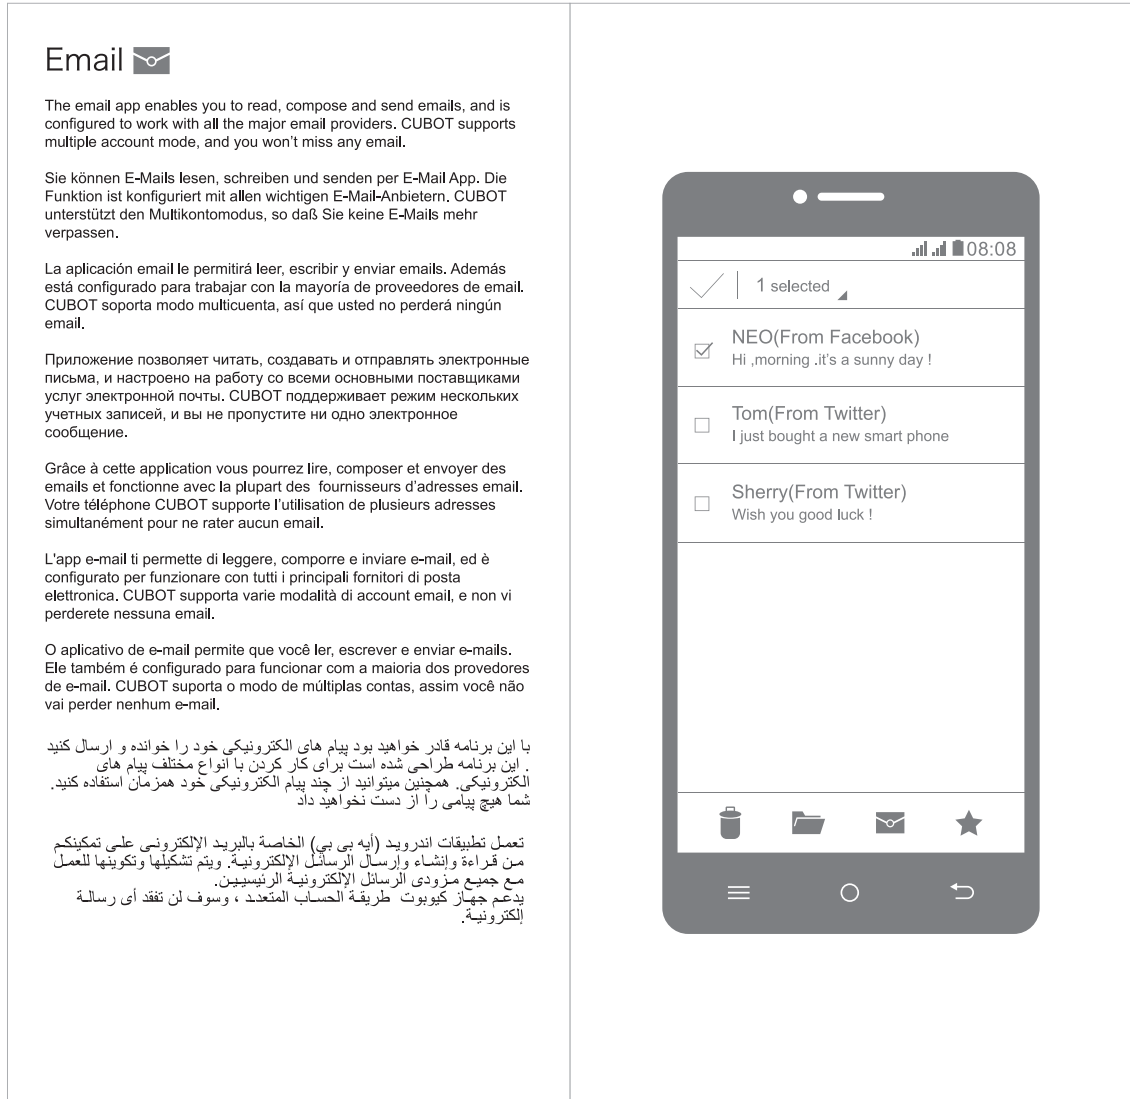 Email
The email app enables you to read, compose and send emails, and is
configured to work with all the major email providers. CUBOT supports
multiple account mode, and you won't miss any email.
Sie können E-Mails lesen, schreiben und senden per E-Mail App. Die
Funktion ist konfiguriert mit allen wichtigen E-Mail-Anbietern. CUBOT
unterstützt den Multikontomodus, so daß Sie keine E-Mails mehr
verpassen.
La aplicación email le permitirá leer, escribir y enviar emails. Además
está configurado para trabajar con la mayoría de proveedores de email.
CUBOT soporta modo multicuenta, así que usted no perderá ningún
email.
Приложение позволяет читать, создавать и отправлять электронные
письма, и настроено на работу со всеми основными поставщиками
услуг электронной почты. CUBOT поддерживает режим нескольких
учетных записей, и вы не пропустите ни одно электронное
сообщение.
Grâce à cette application vous pourrez lire, composer et envoyer des
emails et fonctionne avec la plupart des  fournisseurs d'adresses email.
Votre téléphone CUBOT supporte l'utilisation de plusieurs adresses
simultanément pour ne rater aucun email.
L'app e-mail ti permette di leggere, comporre e inviare e-mail, ed è
configurato per funzionare con tutti i principali fornitori di posta
elettronica. CUBOT supporta varie modalità di account email, e non vi
perderete nessuna email.
O aplicativo de e-mail permite que você ler, escrever e enviar e-mails.
Ele também é configurado para funcionar com a maioria dos provedores
de e-mail. CUBOT suporta o modo de múltiplas contas, assim você não
vai perder nenhum e-mail.
با این برنامه قادر خواهید بود پیام های الکترونیکی خود را خوانده و ارسال کنید
. این برنامه طراحی شده است برای کار کردن با انواع مختلف پیام های
الکترونیکی. همچنین میتوانید از چند پیام الکترونیکی خود همزمان استفاده کنید.
شما هیچ پیامی را از دست نخواهید داد
تعمل تطبيقات اندرويد (أيه بى بي) الخاصة بالبريد الإلكترونى على تمكينكم
من قراءة وإنشاء وإرسال الرسائل الإلكترونية. ويتم تشكيلها وتكوينها للعمل
مع جميع مزودى الرسائل الإلكترونية الرئيسيين.
يدعم جهاز كيوبوت  طريقة الحساب المتعدد ، وسوف لن تفقد أى رسالة
إلكترونية.
08:08
1 selected
NEO(From Facebook)
Hi ,morning .it's a sunny day !
Tom(From Twitter)
I just bought a new smart phone
Sherry(From Twitter)
Wish you good luck !